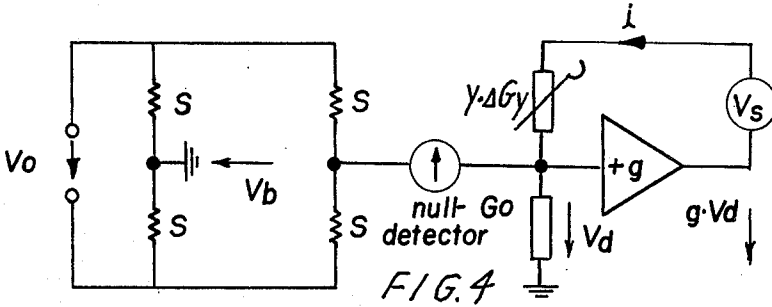 i
S
S
y·ΔGy
Vs
Vo
Vb
+g
S
S
null-
detector
Go
Vd
g·Vd
FIG.4